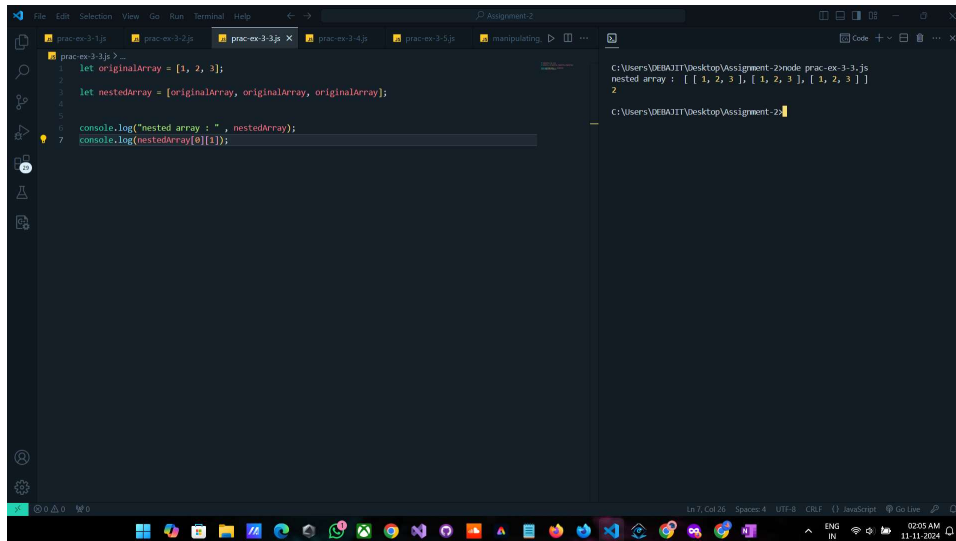 File Edit Selection View Go Run Terminal Help
Assignment-2
prac-ex-3-1.js prac-ex-3-2.js prac-ex-3-3.js prac-ex-3-4.js prac-ex-3-5.js manipulating_
JS prac-ex-3-3.js > ...
1 let originalArray = [1, 2, 3];
2
3 let nestedArray = [originalArray, originalArray, originalArray];
4
5
6 console.log("nested array : " , nestedArray);
7 console.log(nestedArray[0][1]);
Code
C:\Users\DEBAJIT\Desktop\Assignment-2>node prac-ex-3-3.js
nested array :  [ [ 1, 2, 3 ], [ 1, 2, 3 ], [ 1, 2, 3 ] ]
2
C:\Users\DEBAJIT\Desktop\Assignment-2>
29
0 0 0
Ln 7, Col 26 Spaces: 4 UTF-8 CRLF {} JavaScript Go Live
ENG
IN
02:05 AM
11-11-2024